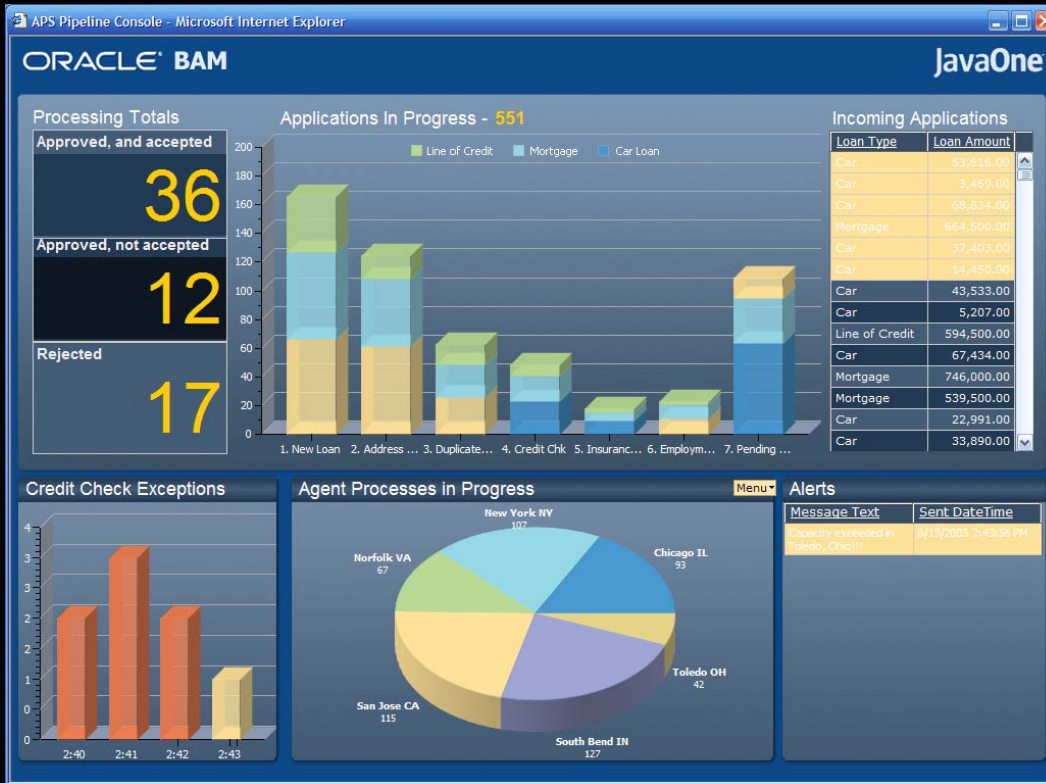 APS Pipeline Console - Microsoft Internet Explorer
ORACLE BAM
JavaOne
Processing Totals
Approved, and accepted
36
Approved, not accepted
12
Rejected
17
Applications In Progress - 551
Line of Credit Mortgage Car Loan
200
180
160
140
120
100
80
60
40
20
0
1. New Loan 2. Address ... 3. Duplicate... 4. Credit Chk 5. Insuranc... 6. Employm... 7. Pending ...
Incoming Applications
Loan Type Loan Amount
Car 53,616.00
Car 3,469.00
Car 68,834.00
Mortgage 664,500.00
Car 37,403.00
Car 14,450.00
Car 43,533.00
Car 5,207.00
Line of Credit 594,500.00
Car 67,434.00
Mortgage 746,000.00
Mortgage 539,500.00
Car 22,991.00
Car 33,890.00
Credit Check Exceptions
4
3
3
2
2
1
0
0
2:40 2:41 2:42 2:43
Agent Processes in Progress
Menu
New York NY
107
Chicago IL
93
Norfolk VA
67
Toledo OH
42
San Jose CA
115
South Bend IN
127
Alerts
Message Text Sent DateTime
Capacity exceeded in 2:43:56 PM
Toledo, Ohio!!!